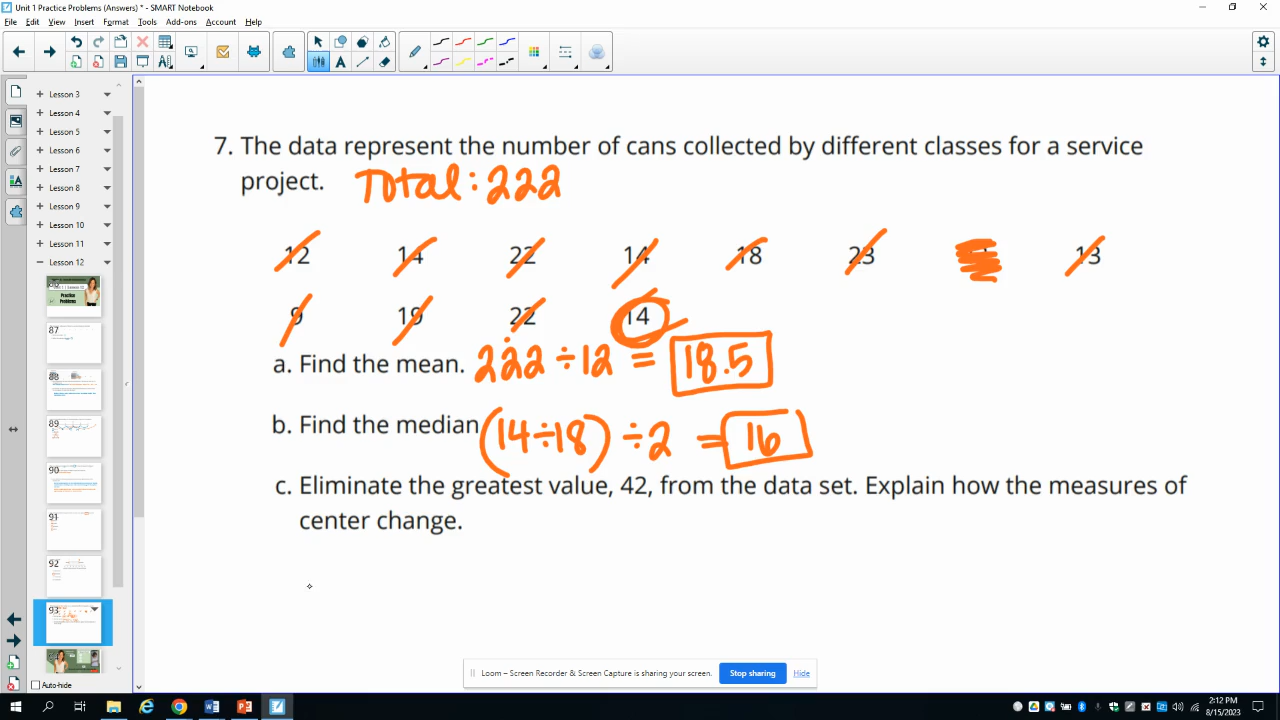 Unit 1 Practice Problems (Answers) * - SMART Notebook
File Edit View Insert Format Tools Add-ons Account Help
Lesson 3
Lesson 4
Lesson 5
Lesson 6
Lesson 7
Lesson 8
Lesson 9
Lesson 10
Lesson 11
Lesson 12
Practice
Problems
87
88
89
90
91
92
93
Auto-hide
7. The data represent the number of cans collected by different classes for a service
project. Total: 222
12 14 22 14 18 23 13
9 19 22 14
a. Find the mean. 222 ÷ 12 = 18.5
b. Find the median (14 ÷ 18) ÷ 2 = 16
c. Eliminate the greatest value, 42, from the data set. Explain how the measures of
center change.
Loom – Screen Recorder & Screen Capture is sharing your screen. Stop sharing Hide
2:12 PM
8/15/2023